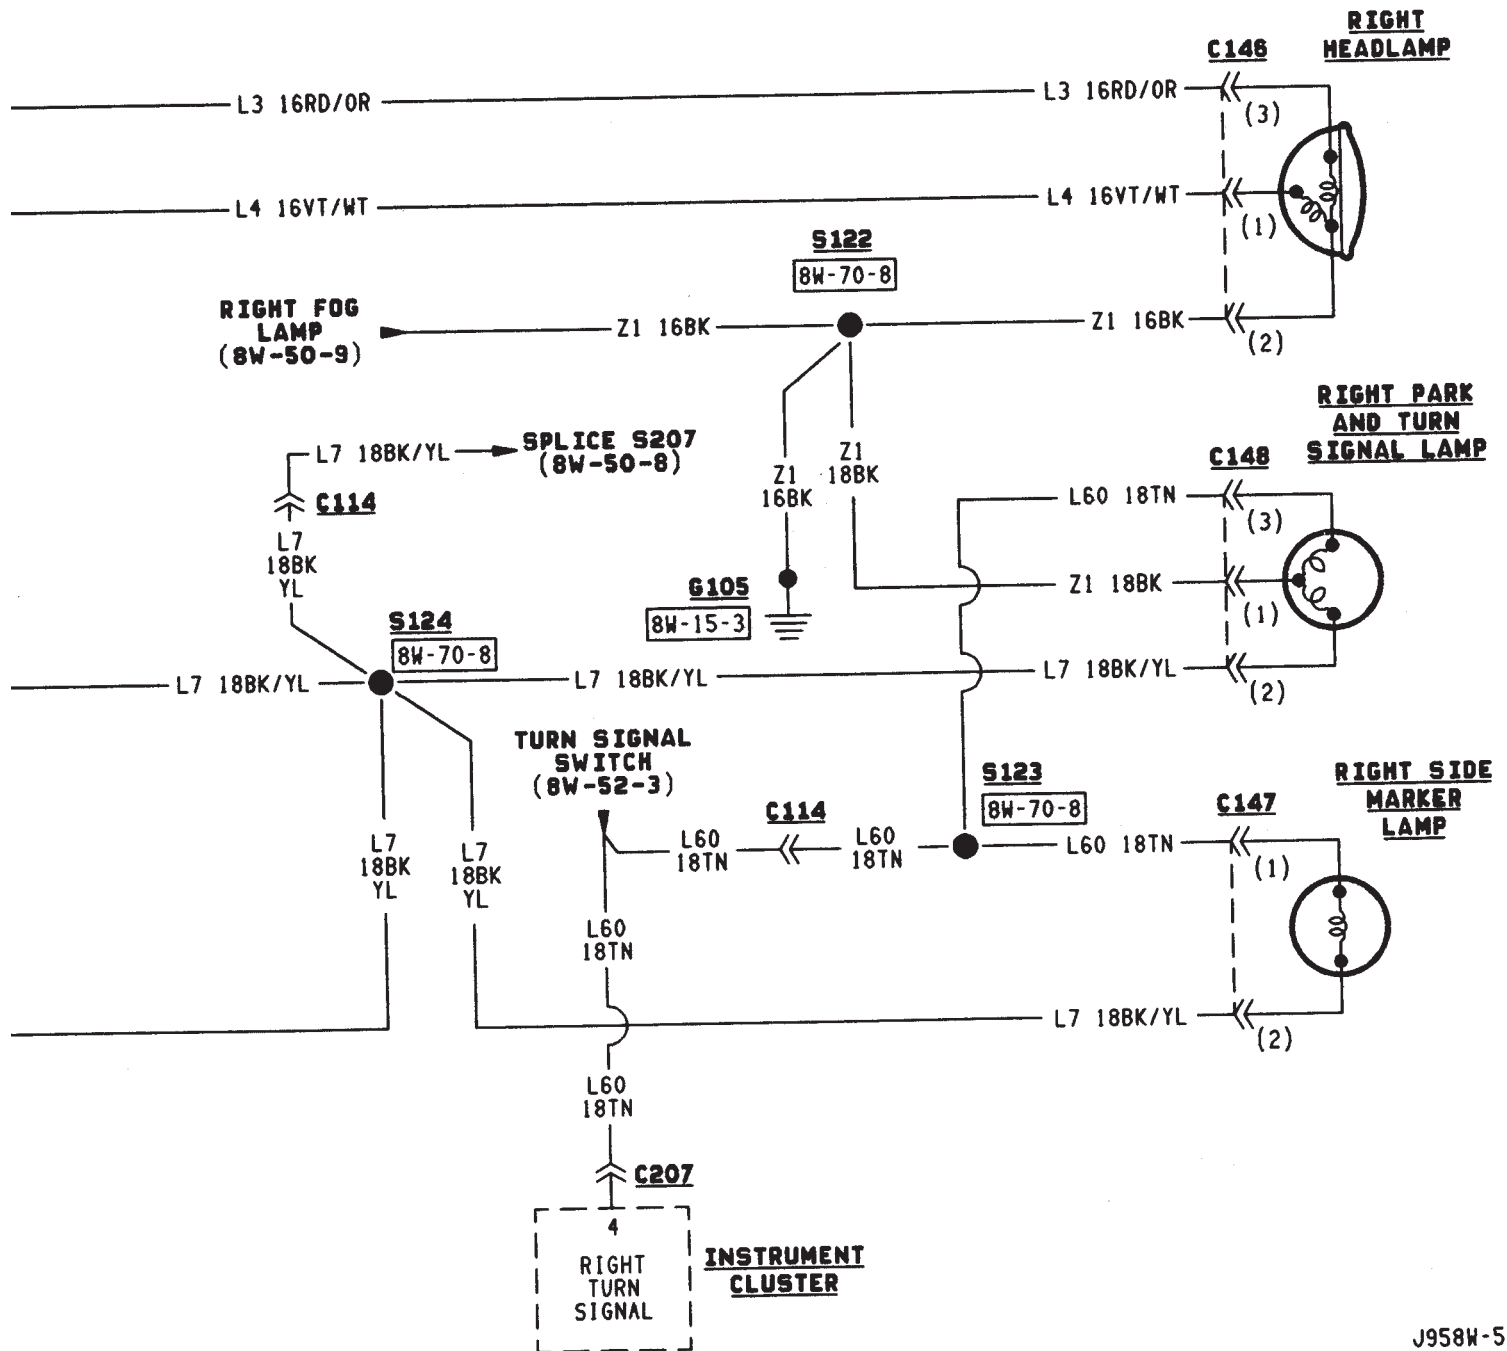 RIGHT
HEADLAMP
C146
L3 16RD/OR
L3 16RD/OR
(3)
L4 16VT/WT
L4 16VT/WT
(1)
S122
8W-70-8
RIGHT FOG
LAMP
(8W-50-9)
Z1 16BK
Z1 16BK
(2)
RIGHT PARK
AND TURN
SIGNAL LAMP
C148
L7 18BK/YL
SPLICE S207
(8W-50-8)
C114
Z1
16BK
Z1
18BK
L60 18TN
(3)
L7
18BK
YL
G105
8W-15-3
Z1 18BK
(1)
S124
8W-70-8
L7 18BK/YL
L7 18BK/YL
L7 18BK/YL
(2)
TURN SIGNAL
SWITCH
(8W-52-3)
S123
8W-70-8
RIGHT SIDE
MARKER
LAMP
C147
L7
18BK
YL
L7
18BK
YL
L60
18TN
C114
L60
18TN
L60 18TN
(1)
L60
18TN
L7 18BK/YL
(2)
L60
18TN
C207
4
RIGHT
TURN
SIGNAL
INSTRUMENT
CLUSTER
J958W-5